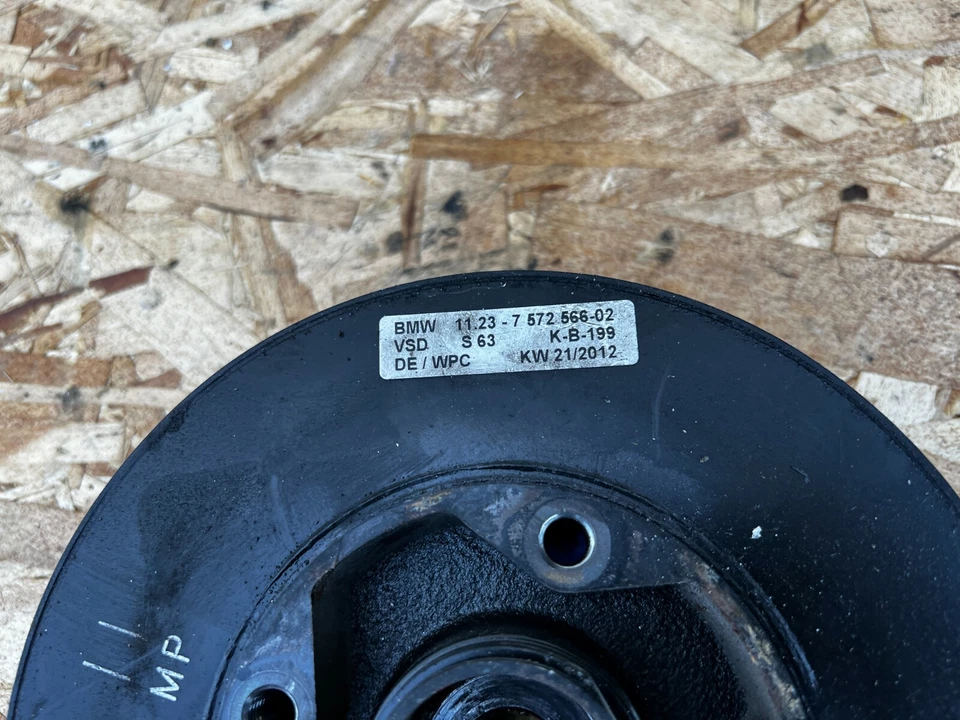 BMW 11.23 - 7 572 566-02
VSD S 63 K-B-199
DE / WPC KW 21/2012
MP